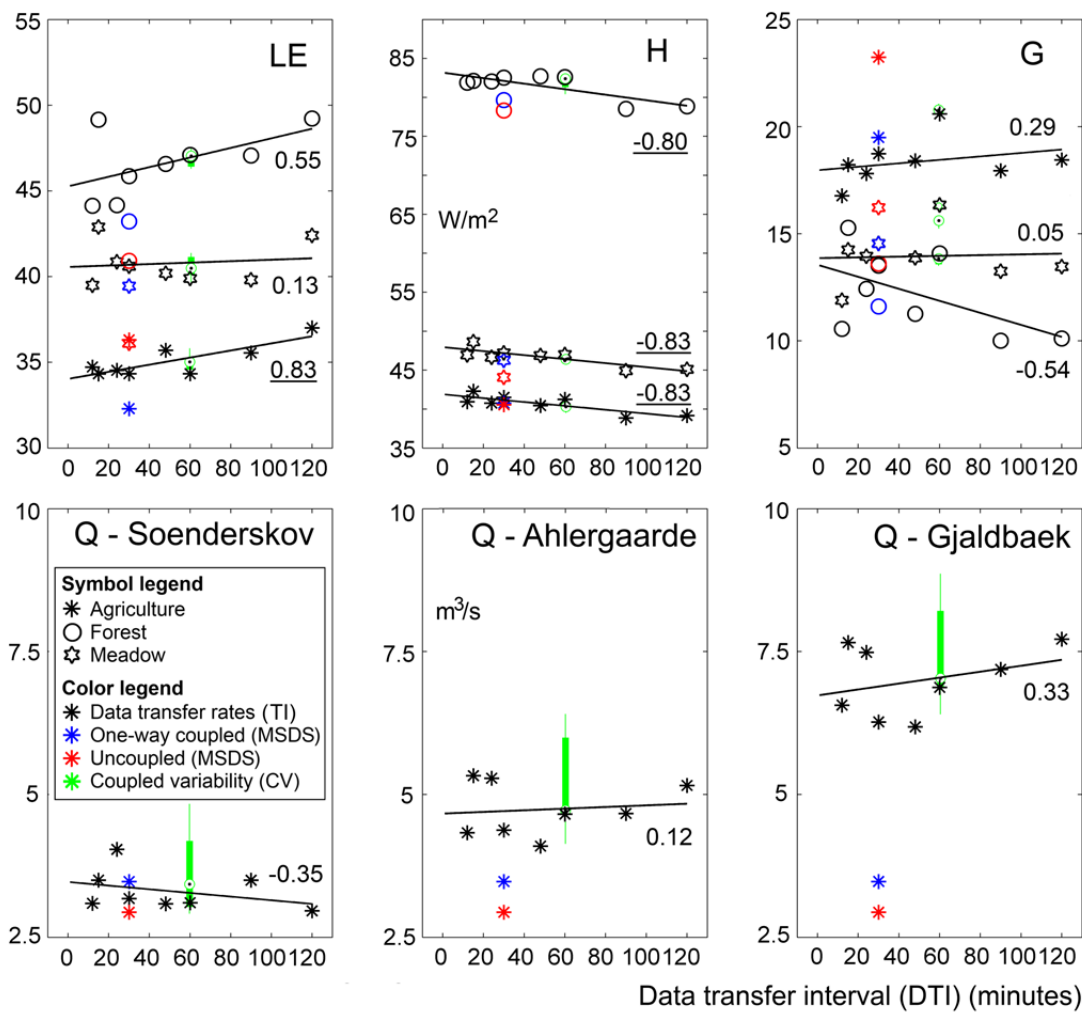 LE
55
50
45
40
35
30
0.55
0.13
0.83
0 20 40 60 80 100 120
H
85
75
65
55
45
35
W/m2
-0.80
-0.83
-0.83
0 20 40 60 80 100 120
G
25
20
15
10
5
0.29
0.05
-0.54
0 20 40 60 80 100 120
Q - Soenderskov
10
7.5
5
2.5
Symbol legend
Agriculture
Forest
Meadow
Color legend
Data transfer rates (TI)
One-way coupled (MSDS)
Uncoupled (MSDS)
Coupled variability (CV)
-0.35
0 20 40 60 80 100 120
Q - Ahlergaarde
10
7.5
5
2.5
m3/s
0.12
0 20 40 60 80 100 120
Q - Gjaldbaek
10
7.5
5
2.5
0.33
0 20 40 60 80 100 120
Data transfer interval (DTI) (minutes)